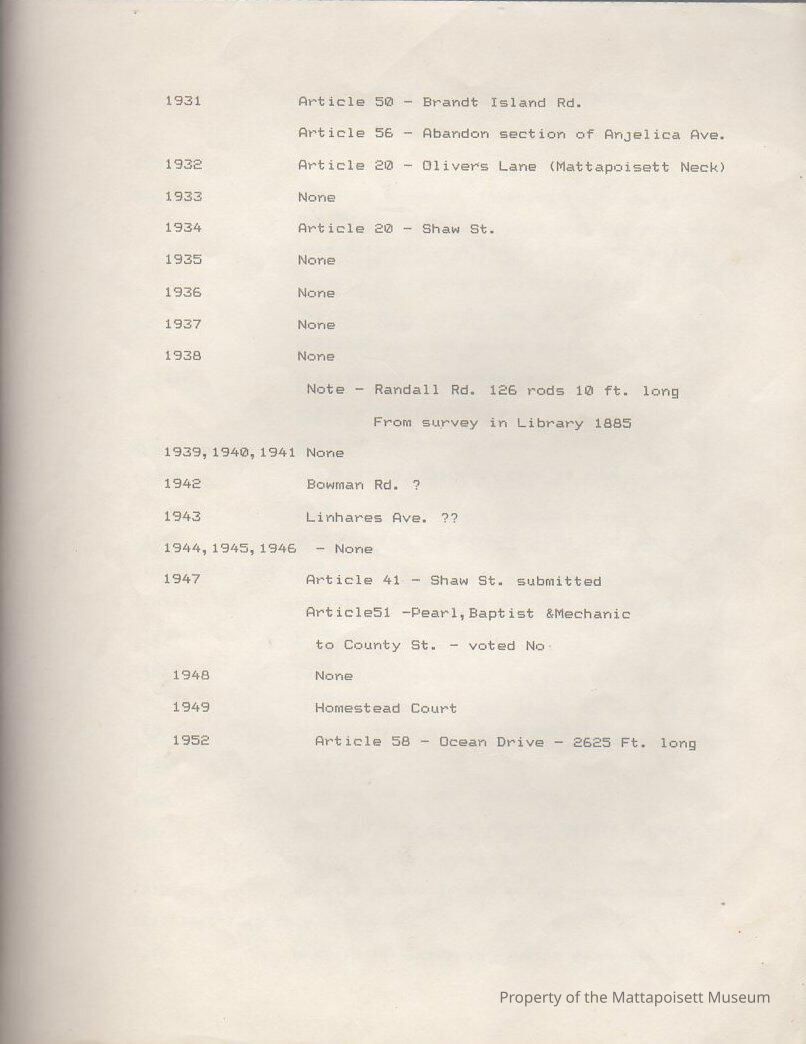 1931 Article 50 - Brandt Island Rd.
Article 56 - Abandon section of Anjelica Ave.
1932 Article 20 - Olivers Lane (Mattapoisett Neck)
1933 None
1934 Article 20 - Shaw St.
1935 None
1936 None
1937 None
1938 None
Note - Randall Rd. 126 rods 10 ft. long
From survey in Library 1885
1939, 1940, 1941 None
1942 Bowman Rd. ?
1943 Linhares Ave. ??
1944, 1945, 1946 - None
1947 Article 41 - Shaw St. submitted
Article51 -Pearl,Baptist &Mechanic
to County St. - voted No
1948 None
1949 Homestead Court
1952 Article 58 - Ocean Drive - 2625 Ft. long
Property of the Mattapoisett Museum